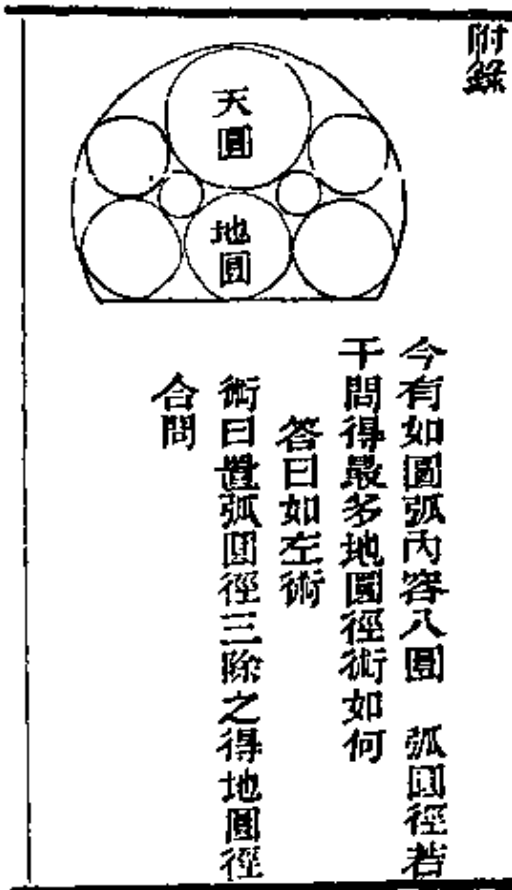 附録
天圓
地圓
今有如圖弧內容八圓　弧圓徑若
干問得最多地圓徑術如何
答曰如左術
術曰置弧圓徑三除之得地圓徑
合問